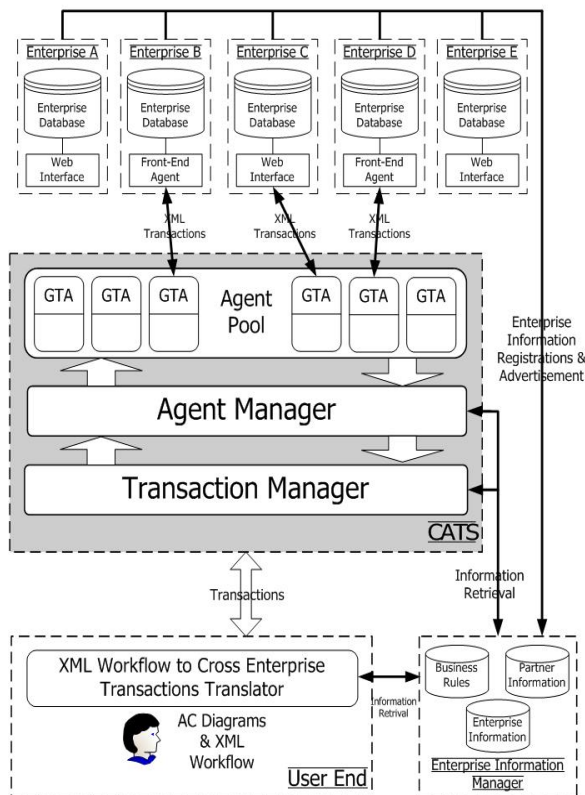 Enterprise A
Enterprise B
Enterprise C
Enterprise D
Enterprise E
Enterprise
Database
Enterprise
Database
Enterprise
Database
Enterprise
Database
Enterprise
Database
Web
Interface
Front-End
Agent
Web
Interface
Front-End
Agent
Web
Interface
XML
Transactions
XML
Transactions
XML
Transactions
GTA
GTA
GTA
Agent
Pool
GTA
GTA
GTA
Enterprise
Information
Registrations &
Advertisement
Agent Manager
Transaction Manager
CATS
Transactions
Information
Retrieval
XML Workflow to Cross Enterprise
Transactions Translator
AC Diagrams
& XML
Workflow
User End
Information
Retrival
Business
Rules
Partner
Information
Enterprise
Information
Enterprise Information
Manager